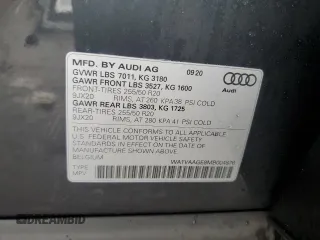 MFD. BY AUDI AG 09 20
GVWR LBS 7011, KG 3180
GAWR FRONT LBS 3527, KG 1600
FRONT-TIRES 255/50 R20
9JX20 RIMS, AT 260 KPA 38 PSI COLD
GAWR REAR LBS 3803, KG 1725
REAR-TIRES 255/50 R20
9JX20 RIMS, AT 280 KPA 41 PSI COLD
THIS VEHICLE CONFORMS TO ALL APPLICABLE
U.S. FEDERAL MOTOR VEHICLE SAFETY
STANDARDS IN EFFECT ON THE DATE OF
MANUFACTURE SHOWN ABOVE.
BELGIUM
TYPE:
MPV
Audi